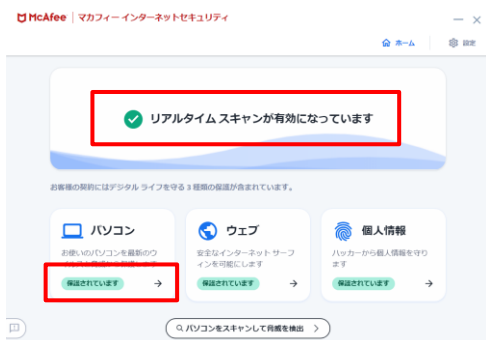 McAfee マカフィー インターネットセキュリティ
ホーム 設定
リアルタイム スキャンが有効になっています
お客様の契約にはデジタル ライフを守る 3 種類の保護が含まれています。
パソコン
お使いのパソコンを最新のウ
保護されています
ウェブ
安全なインターネット サーフ
ィンを可能にします
保護されています
個人情報
ハッカーから個人情報を守り
ます
保護されています
パソコンをスキャンして脅威を検出